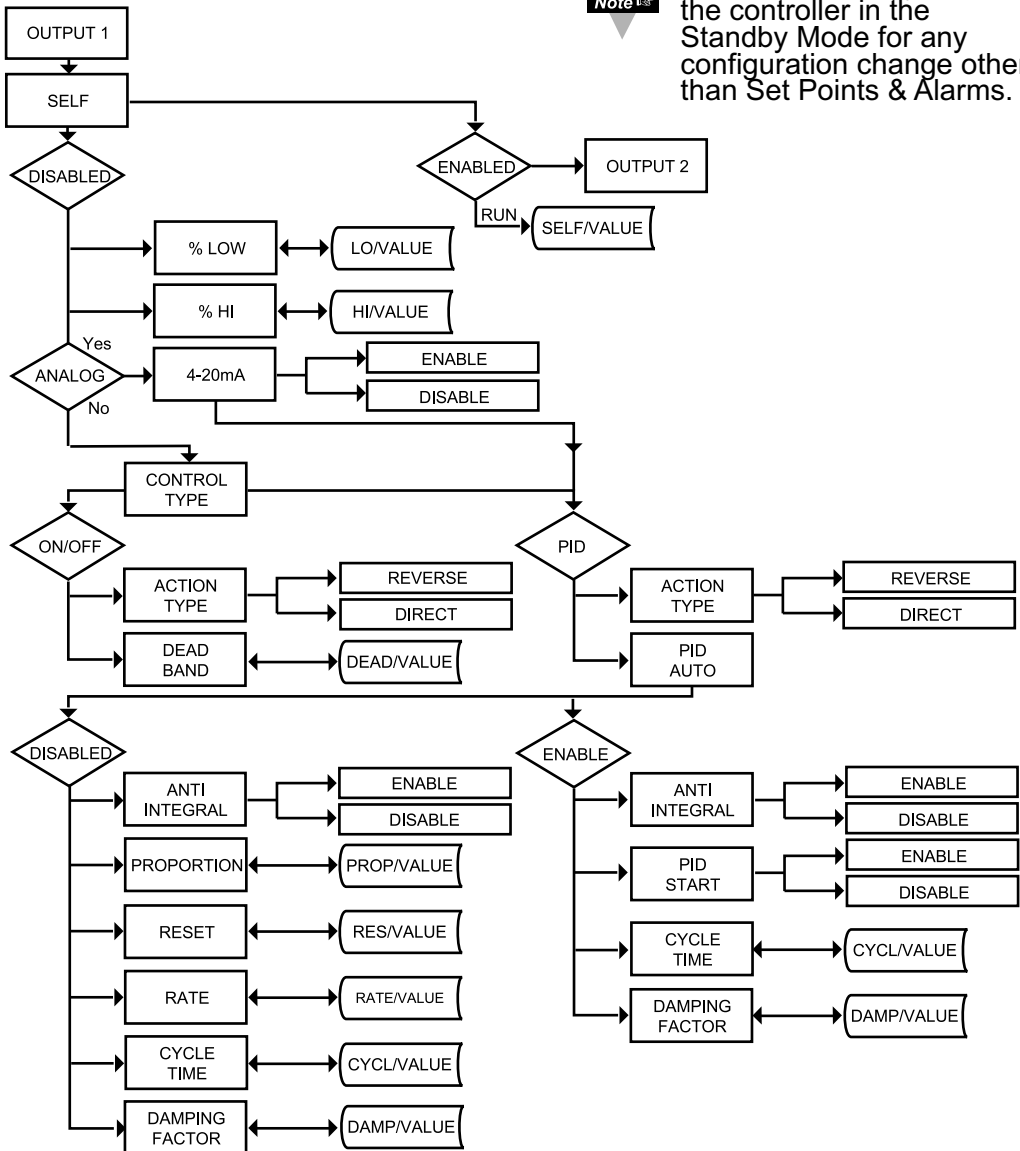 Note
the controller in the
Standby Mode for any
configuration change other
than Set Points & Alarms.
OUTPUT 1
SELF
DISABLED
ENABLED
OUTPUT 2
RUN
SELF/VALUE
% LOW
LO/VALUE
% HI
HI/VALUE
Yes
ANALOG
4-20mA
ENABLE
DISABLE
No
CONTROL
TYPE
ON/OFF
PID
ACTION
TYPE
REVERSE
DIRECT
DEAD
BAND
DEAD/VALUE
ACTION
TYPE
REVERSE
DIRECT
PID
AUTO
DISABLED
ENABLE
ANTI
INTEGRAL
ENABLE
DISABLE
PROPORTION
PROP/VALUE
RESET
RES/VALUE
RATE
RATE/VALUE
CYCLE
TIME
CYCL/VALUE
DAMPING
FACTOR
DAMP/VALUE
ANTI
INTEGRAL
ENABLE
DISABLE
PID
START
ENABLE
DISABLE
CYCLE
TIME
CYCL/VALUE
DAMPING
FACTOR
DAMP/VALUE